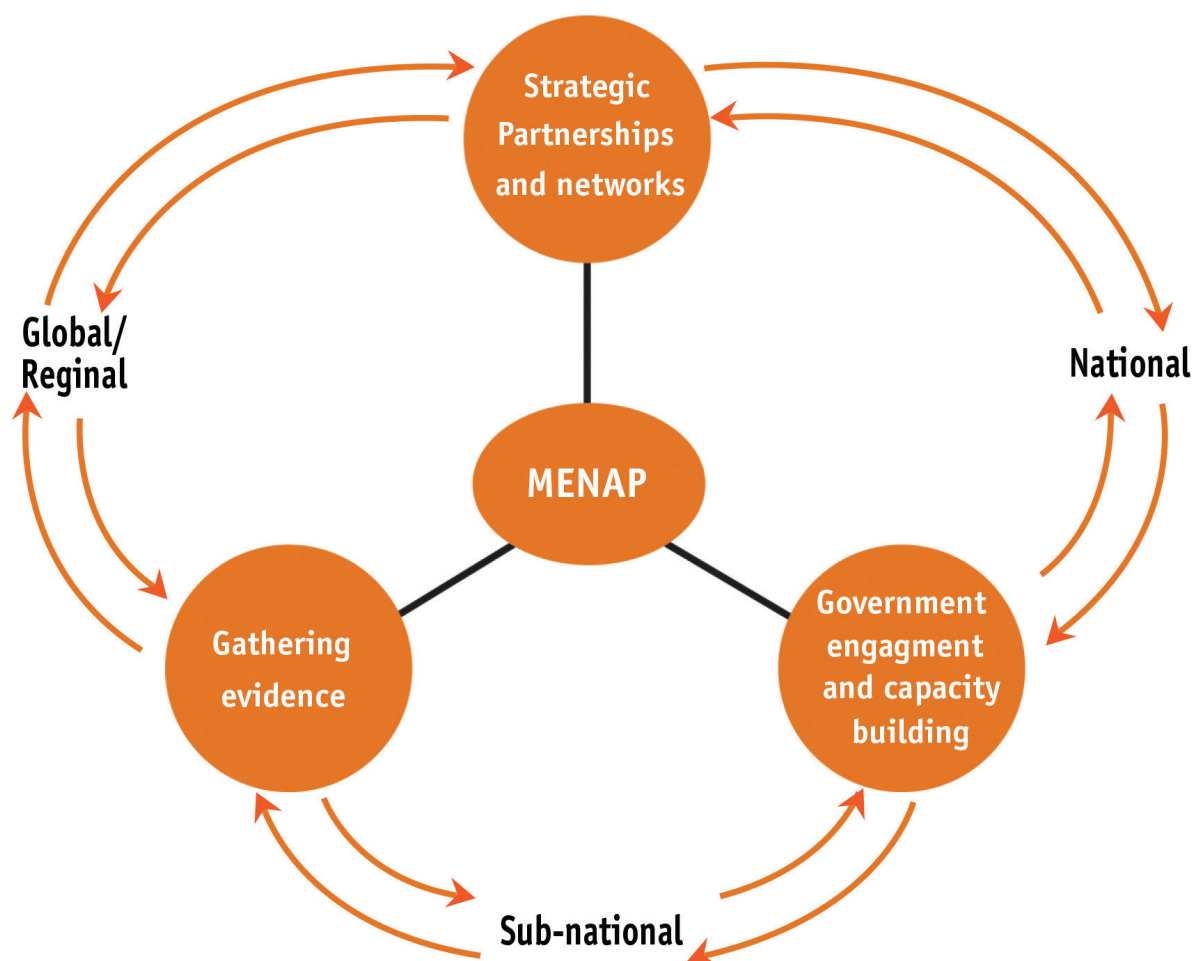 Strategic
Partnerships
and networks
Global/
Reginal
National
MENAP
Gathering
evidence
Government
engagment
and capacity
building
Sub-national